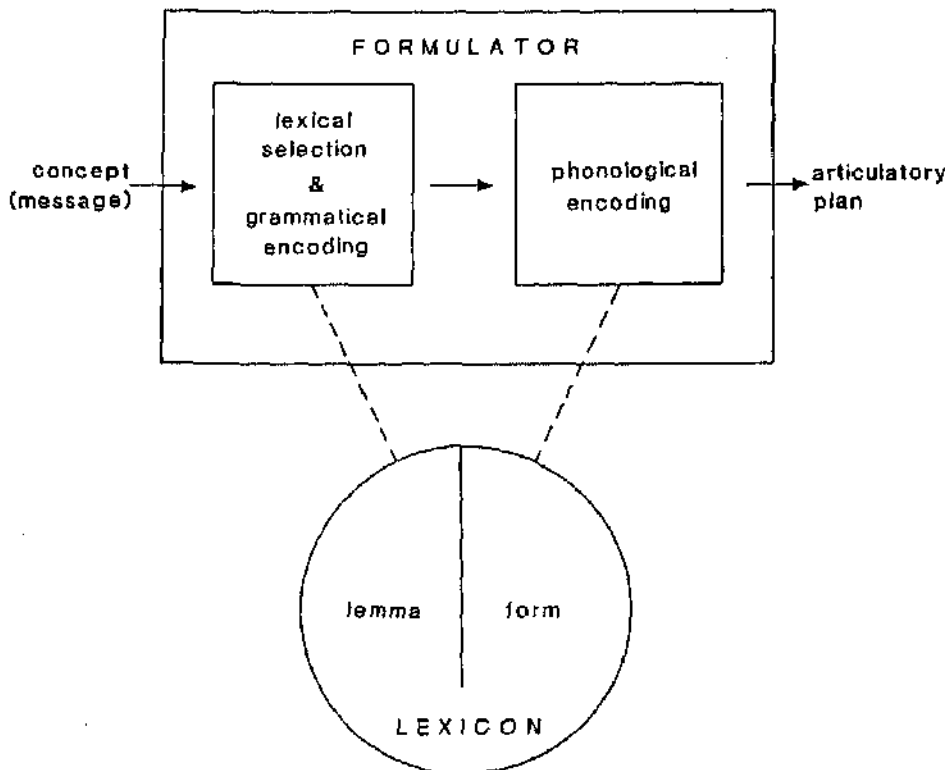 FORMULATOR
concept
(message)
lexical
selection
&
grammatical
encoding
phonological
encoding
articulatory
plan
lemma
form
LEXICON